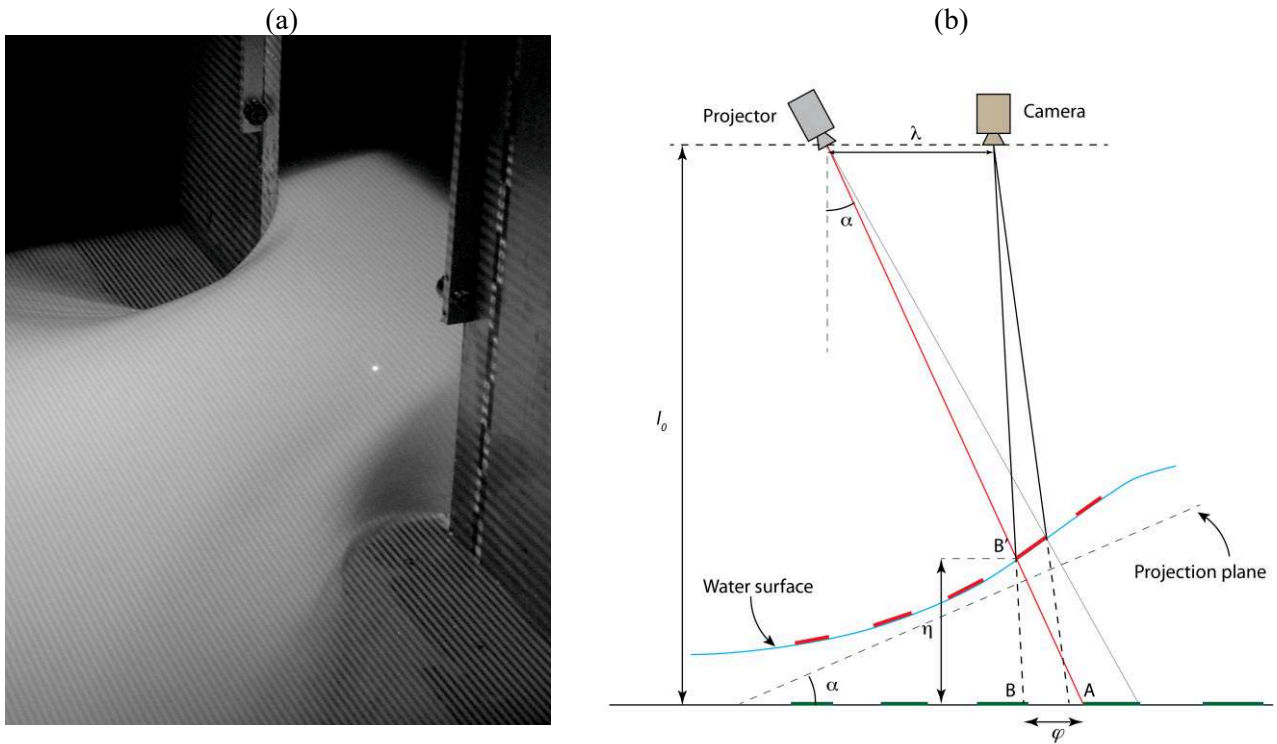 (a)
(b)
Projector
Camera
λ
α
l₀
B′
Projection plane
Water surface
η
α
B
A
φ